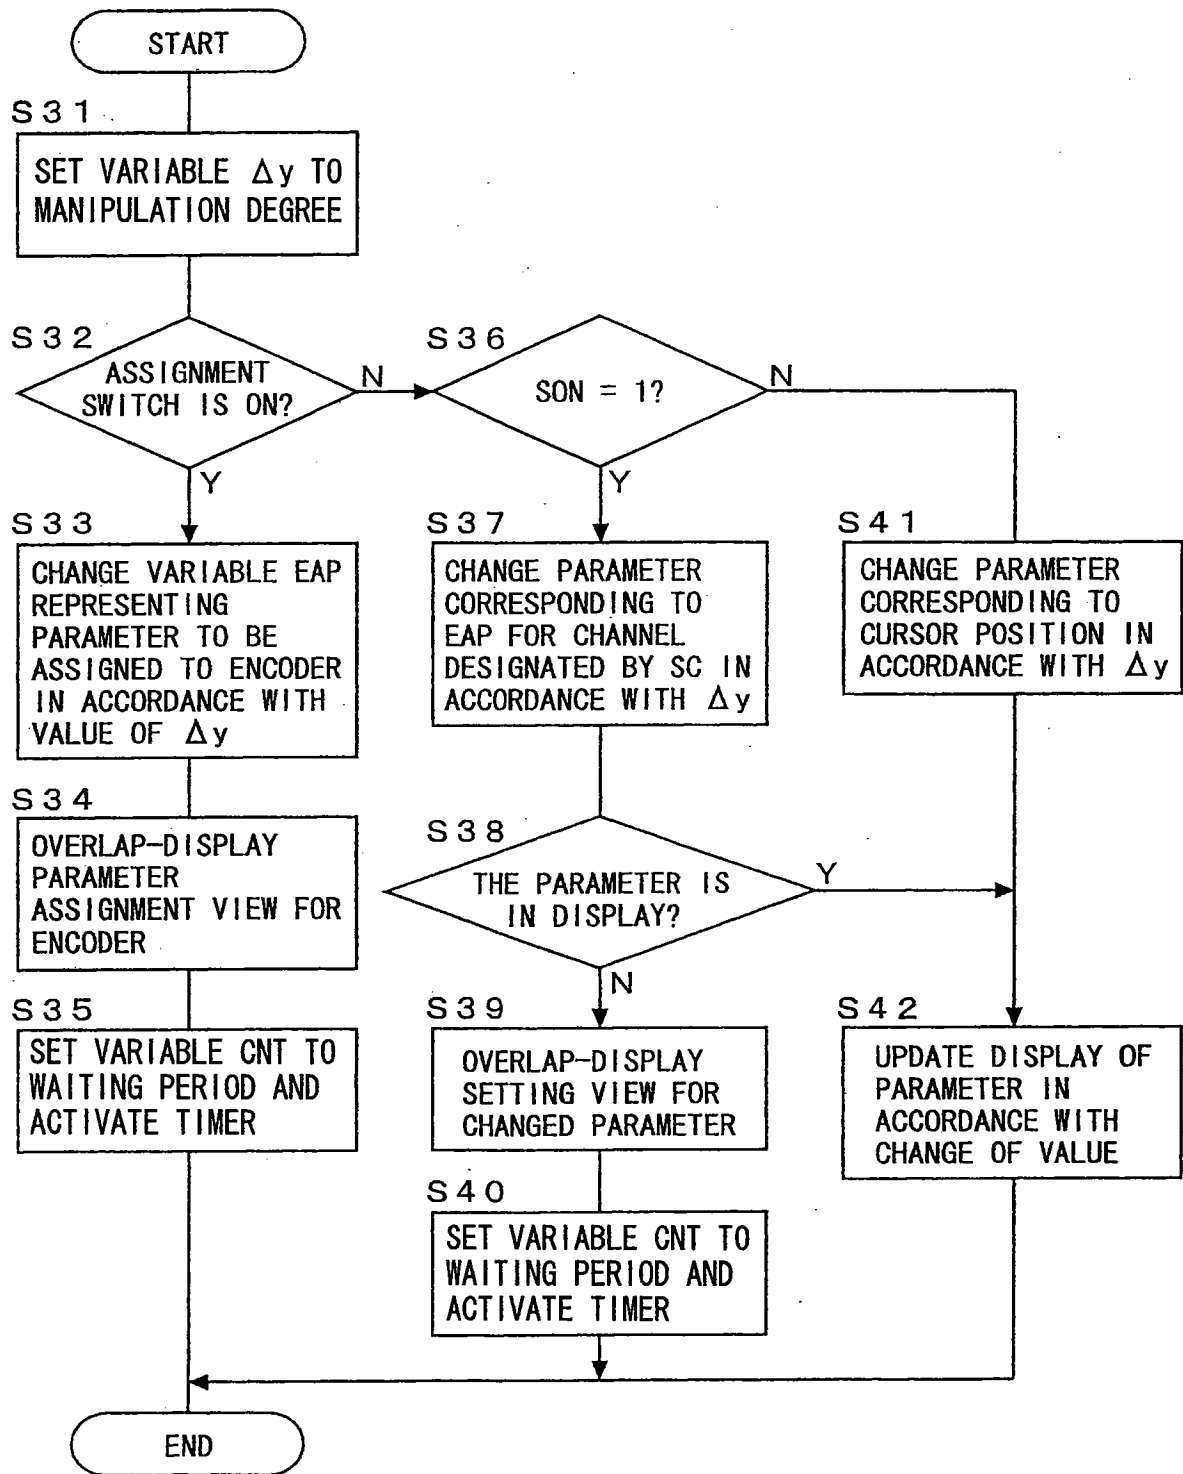 START
S31
SET VARIABLE Δy TO
MANIPULATION DEGREE
S32
ASSIGNMENT
SWITCH IS ON?
N
Y
S36
SON = 1?
N
Y
S33
CHANGE VARIABLE EAP
REPRESENTING
PARAMETER TO BE
ASSIGNED TO ENCODER
IN ACCORDANCE WITH
VALUE OF Δy
S37
CHANGE PARAMETER
CORRESPONDING TO
EAP FOR CHANNEL
DESIGNATED BY SC IN
ACCORDANCE WITH Δy
S41
CHANGE PARAMETER
CORRESPONDING TO
CURSOR POSITION IN
ACCORDANCE WITH Δy
S34
OVERLAP-DISPLAY
PARAMETER
ASSIGNMENT VIEW FOR
ENCODER
S38
THE PARAMETER IS
IN DISPLAY?
Y
N
S35
SET VARIABLE CNT TO
WAITING PERIOD AND
ACTIVATE TIMER
S39
OVERLAP-DISPLAY
SETTING VIEW FOR
CHANGED PARAMETER
S42
UPDATE DISPLAY OF
PARAMETER IN
ACCORDANCE WITH
CHANGE OF VALUE
S40
SET VARIABLE CNT TO
WAITING PERIOD AND
ACTIVATE TIMER
END